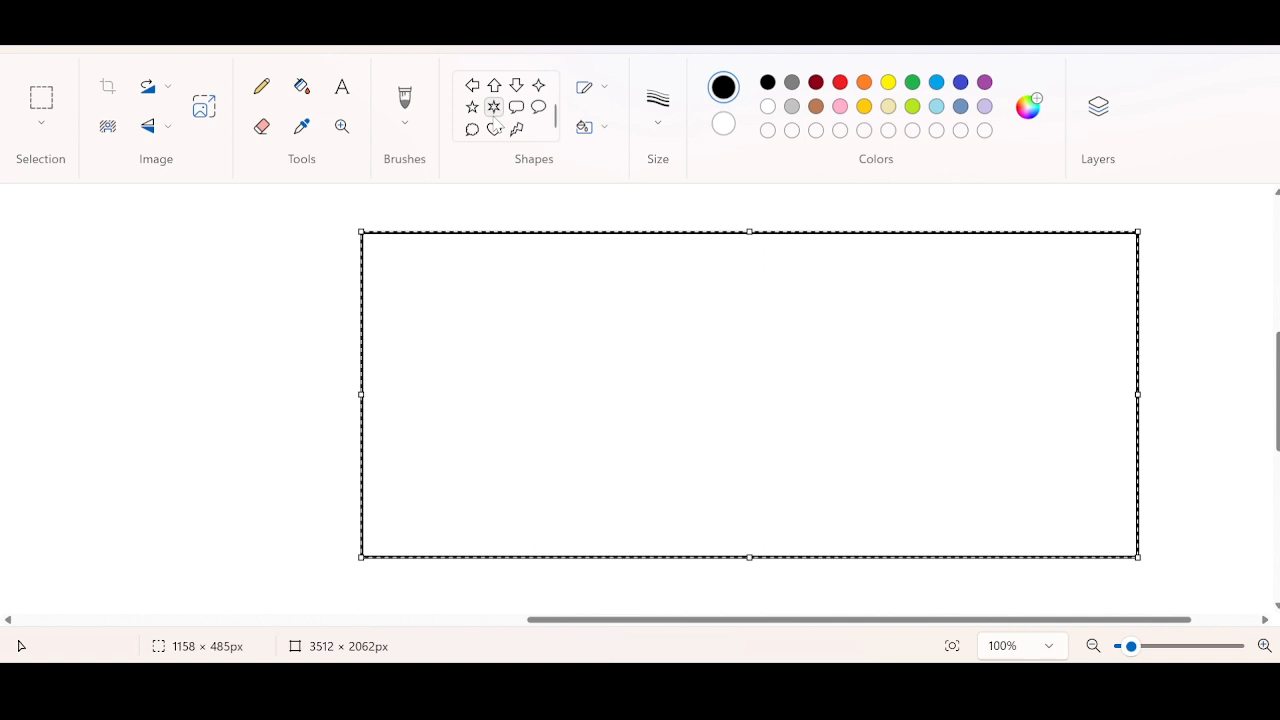 A
Selection
Image
Tools
Brushes
Shapes
Size
Colors
Layers
1158 × 485px
3512 × 2062px
100%